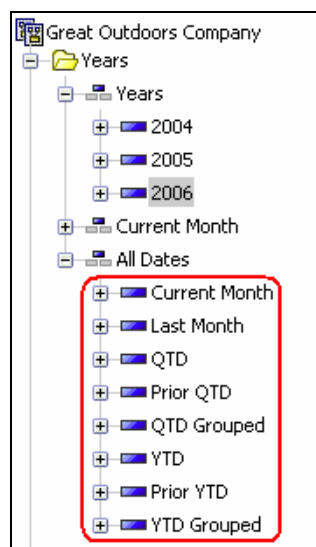 Great Outdoors Company
Years
Years
2004
2005
2006
Current Month
All Dates
Current Month
Last Month
QTD
Prior QTD
QTD Grouped
YTD
Prior YTD
YTD Grouped